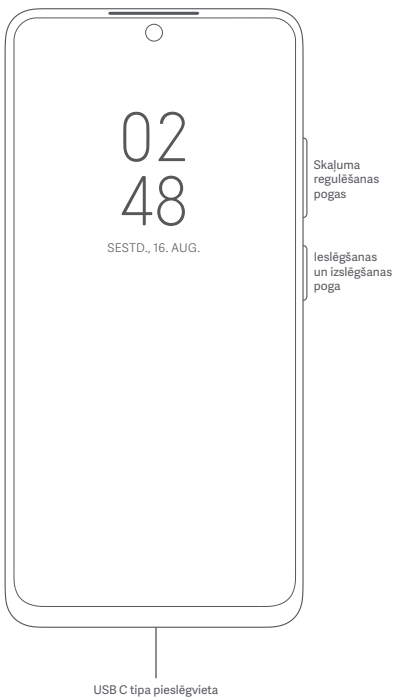 02
48
SESTD., 16. AUG.
Skaļuma
regulēšanas
pogas
Ieslēgšanas
un izslēgšanas
poga
USB C tipa pieslēgvieta